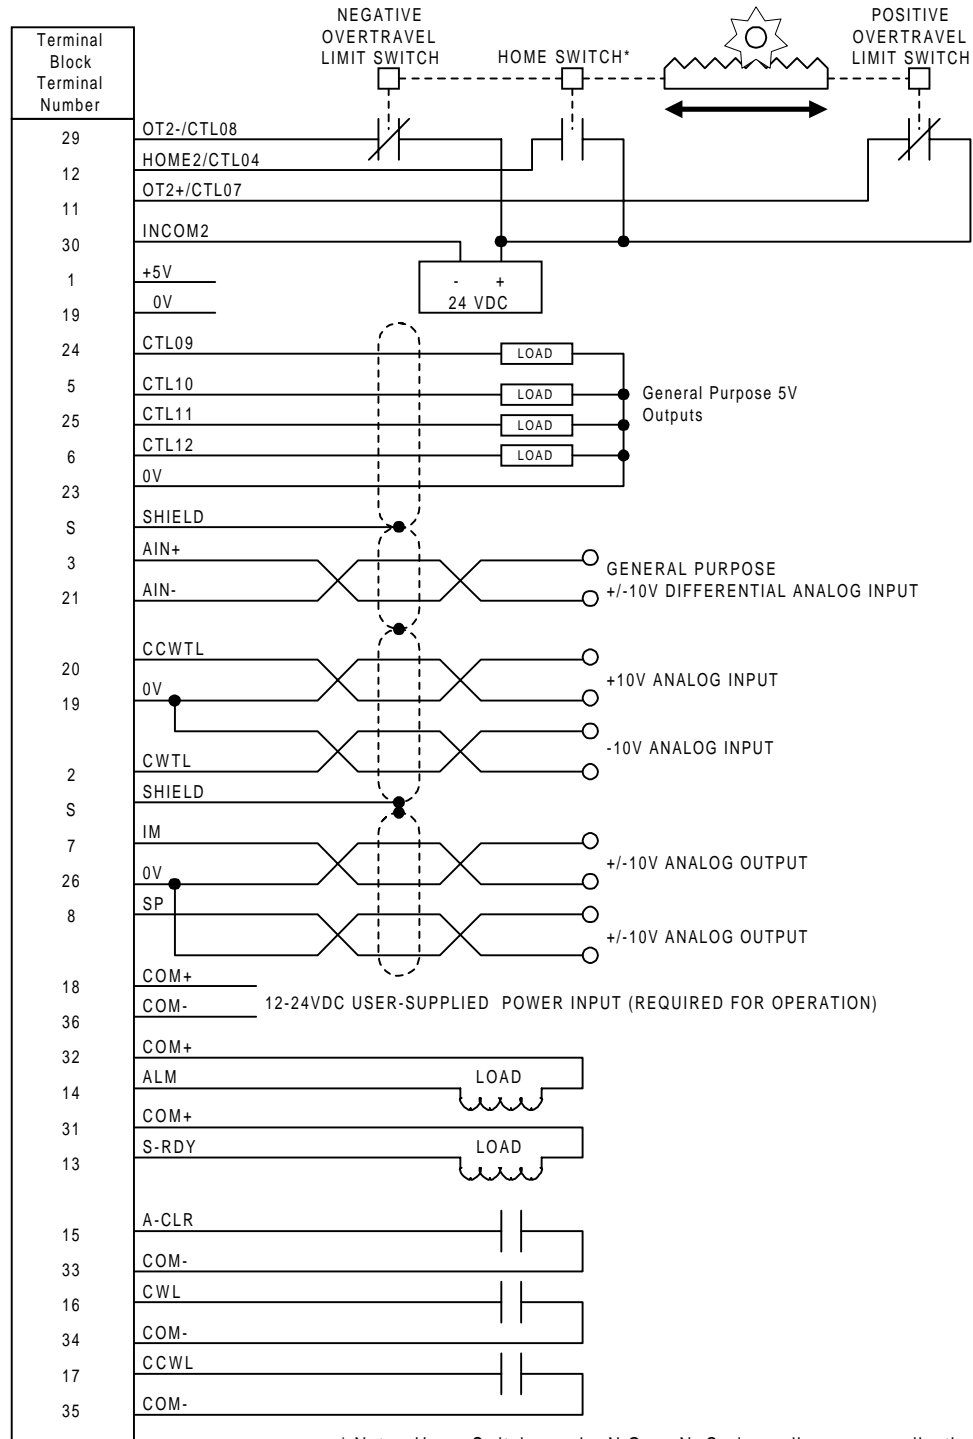 NEGATIVE
OVERTRAVEL
LIMIT SWITCH
HOME SWITCH*
POSITIVE
OVERTRAVEL
LIMIT SWITCH
Terminal
Block
Terminal
Number
29 OT2-/CTL08
12 HOME2/CTL04
11 OT2+/CTL07
30 INCOM2
1 +5V
- +
24 VDC
19 0V
24 CTL09 LOAD
5 CTL10 LOAD
General Purpose 5V
Outputs
25 CTL11 LOAD
6 CTL12 LOAD
23 0V
S SHIELD
3 AIN+
GENERAL PURPOSE
+/-10V DIFFERENTIAL ANALOG INPUT
21 AIN-
20 CCWTL
+10V ANALOG INPUT
19 0V
-10V ANALOG INPUT
2 CWTL
S SHIELD
7 IM
+/-10V ANALOG OUTPUT
26 0V
8 SP
+/-10V ANALOG OUTPUT
18 COM+
12-24VDC USER-SUPPLIED POWER INPUT (REQUIRED FOR OPERATION)
36 COM-
32 COM+
14 ALM LOAD
31 COM+
13 S-RDY LOAD
15 A-CLR
33 COM-
16 CWL
34 COM-
17 CCWL
35 COM-